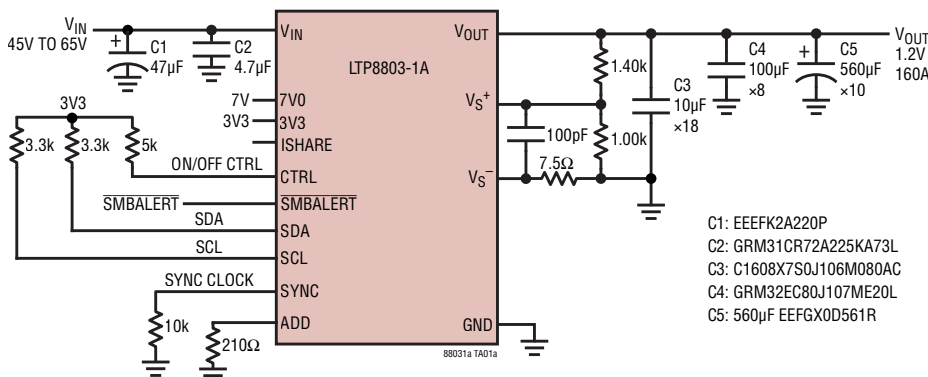 VIN
45V TO 65V
+
C1
47µF
C2
4.7µF
VIN
LTP8803-1A
VOUT
7V
7V0
3V3
3V3
ISHARE
3V3
3.3k
3.3k
5k
ON/OFF CTRL
CTRL
SMBALERT
SMBALERT
SDA
SDA
SCL
SCL
SYNC CLOCK
SYNC
10k
ADD
210Ω
GND
VS+
VS−
1.40k
100pF
1.00k
7.5Ω
C3
10µF
×18
C4
100µF
×8
+
C5
560µF
×10
VOUT
1.2V
160A
C1: EEEFK2A220P
C2: GRM31CR72A225KA73L
C3: C1608X7S0J106M080AC
C4: GRM32EC80J107ME20L
C5: 560µF EEFGX0D561R
88031a TA01a